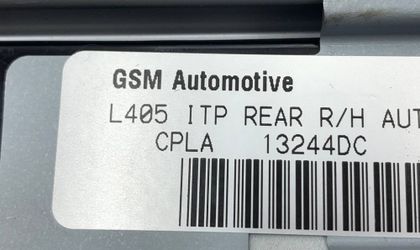 GSM Automotive
L405 ITP REAR R/H AUT
CPLA 13244DC